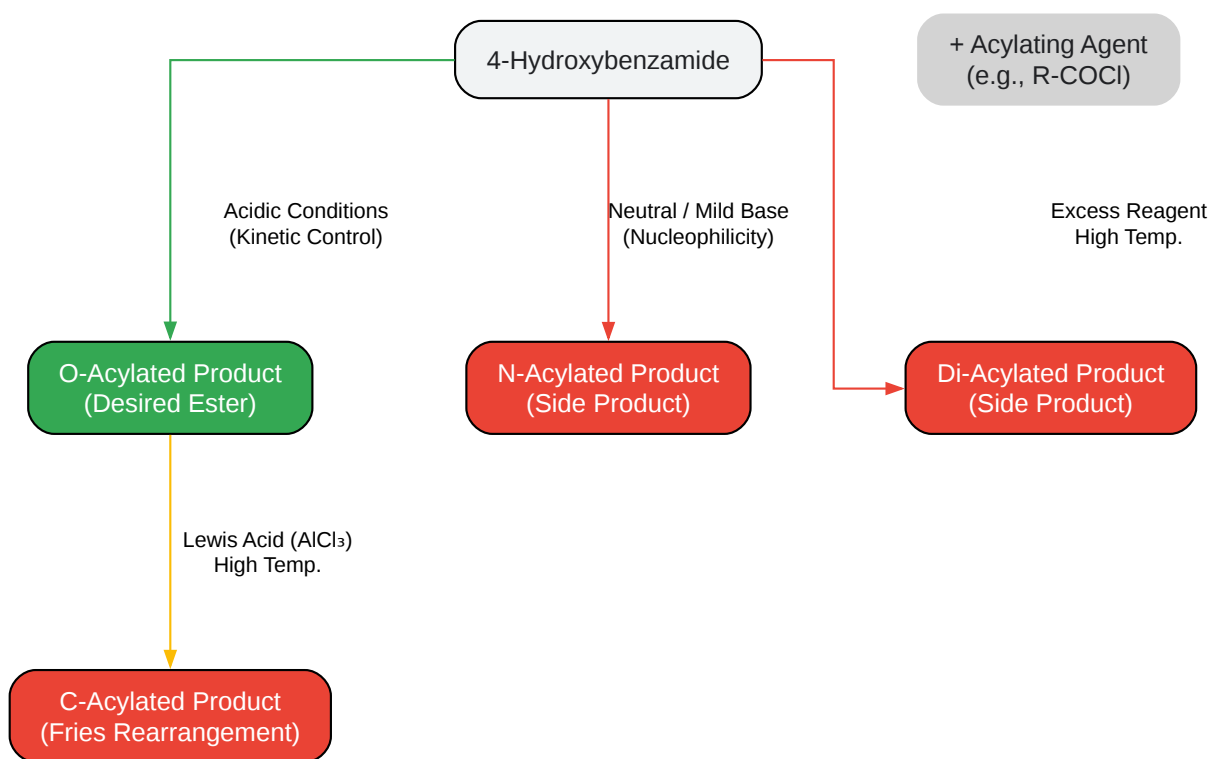 4-Hydroxybenzamide
+ Acylating Agent
(e.g., R-COCl)
Acidic Conditions
(Kinetic Control)
Neutral / Mild Base
(Nucleophilicity)
Excess Reagent
High Temp.
O-Acylated Product
(Desired Ester)
N-Acylated Product
(Side Product)
Di-Acylated Product
(Side Product)
Lewis Acid (AlCl₃)
High Temp.
C-Acylated Product
(Fries Rearrangement)